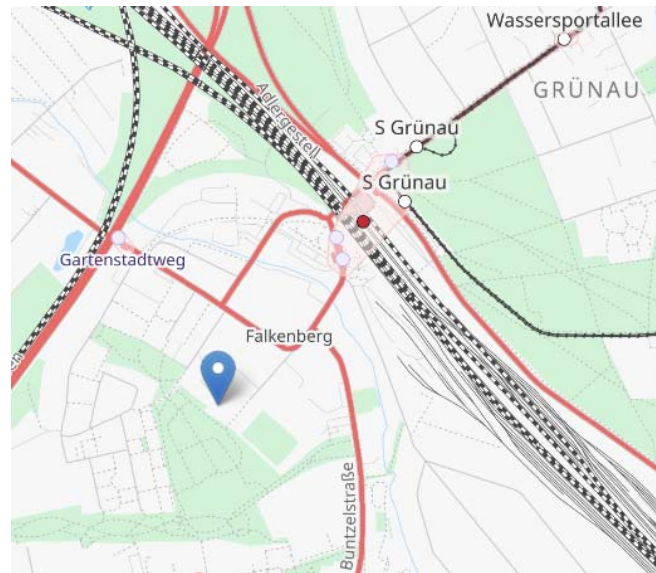 Wassersportallee
GRÜNAU
Adlergestell
S Grünau
S Grünau
Gartenstadtweg
Falkenberg
Buntzelstraße